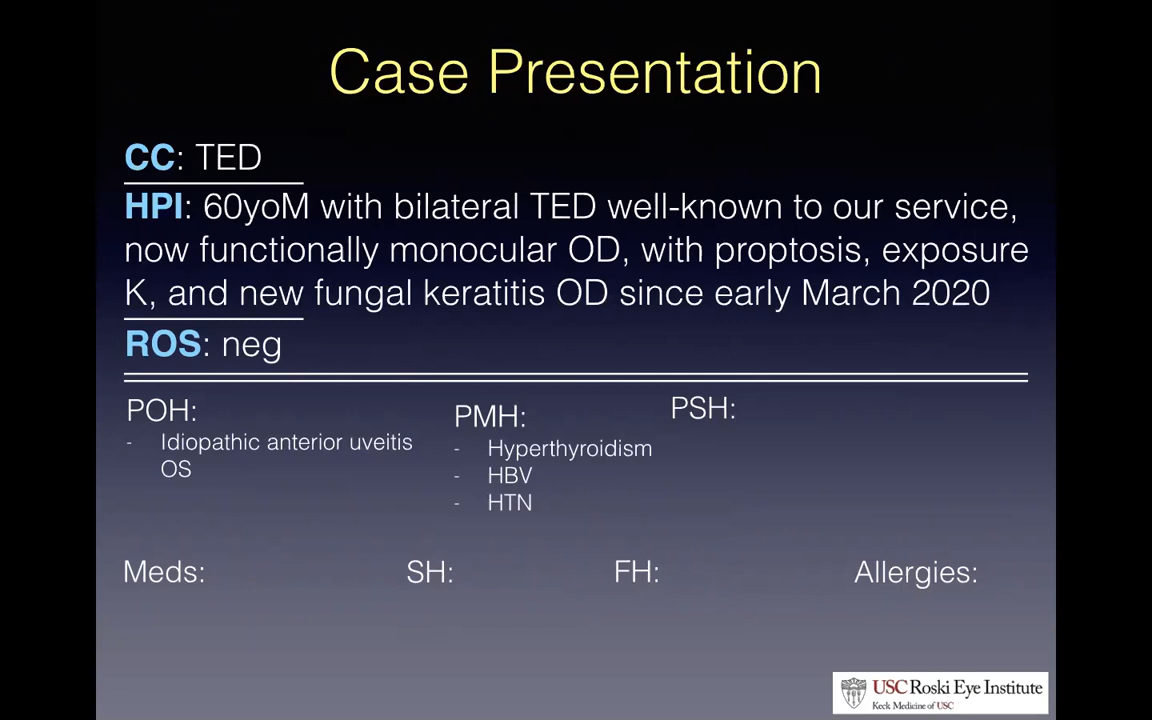 Case Presentation
CC: TED
HPI: 60yoM with bilateral TED well-known to our service,
now functionally monocular OD, with proptosis, exposure
K, and new fungal keratitis OD since early March 2020
ROS: neg
POH:
- Idiopathic anterior uveitis
OS
PMH:
- Hyperthyroidism
- HBV
- HTN
PSH:
Meds:
SH:
FH:
Allergies:
USC Roski Eye Institute
Keck Medicine of USC